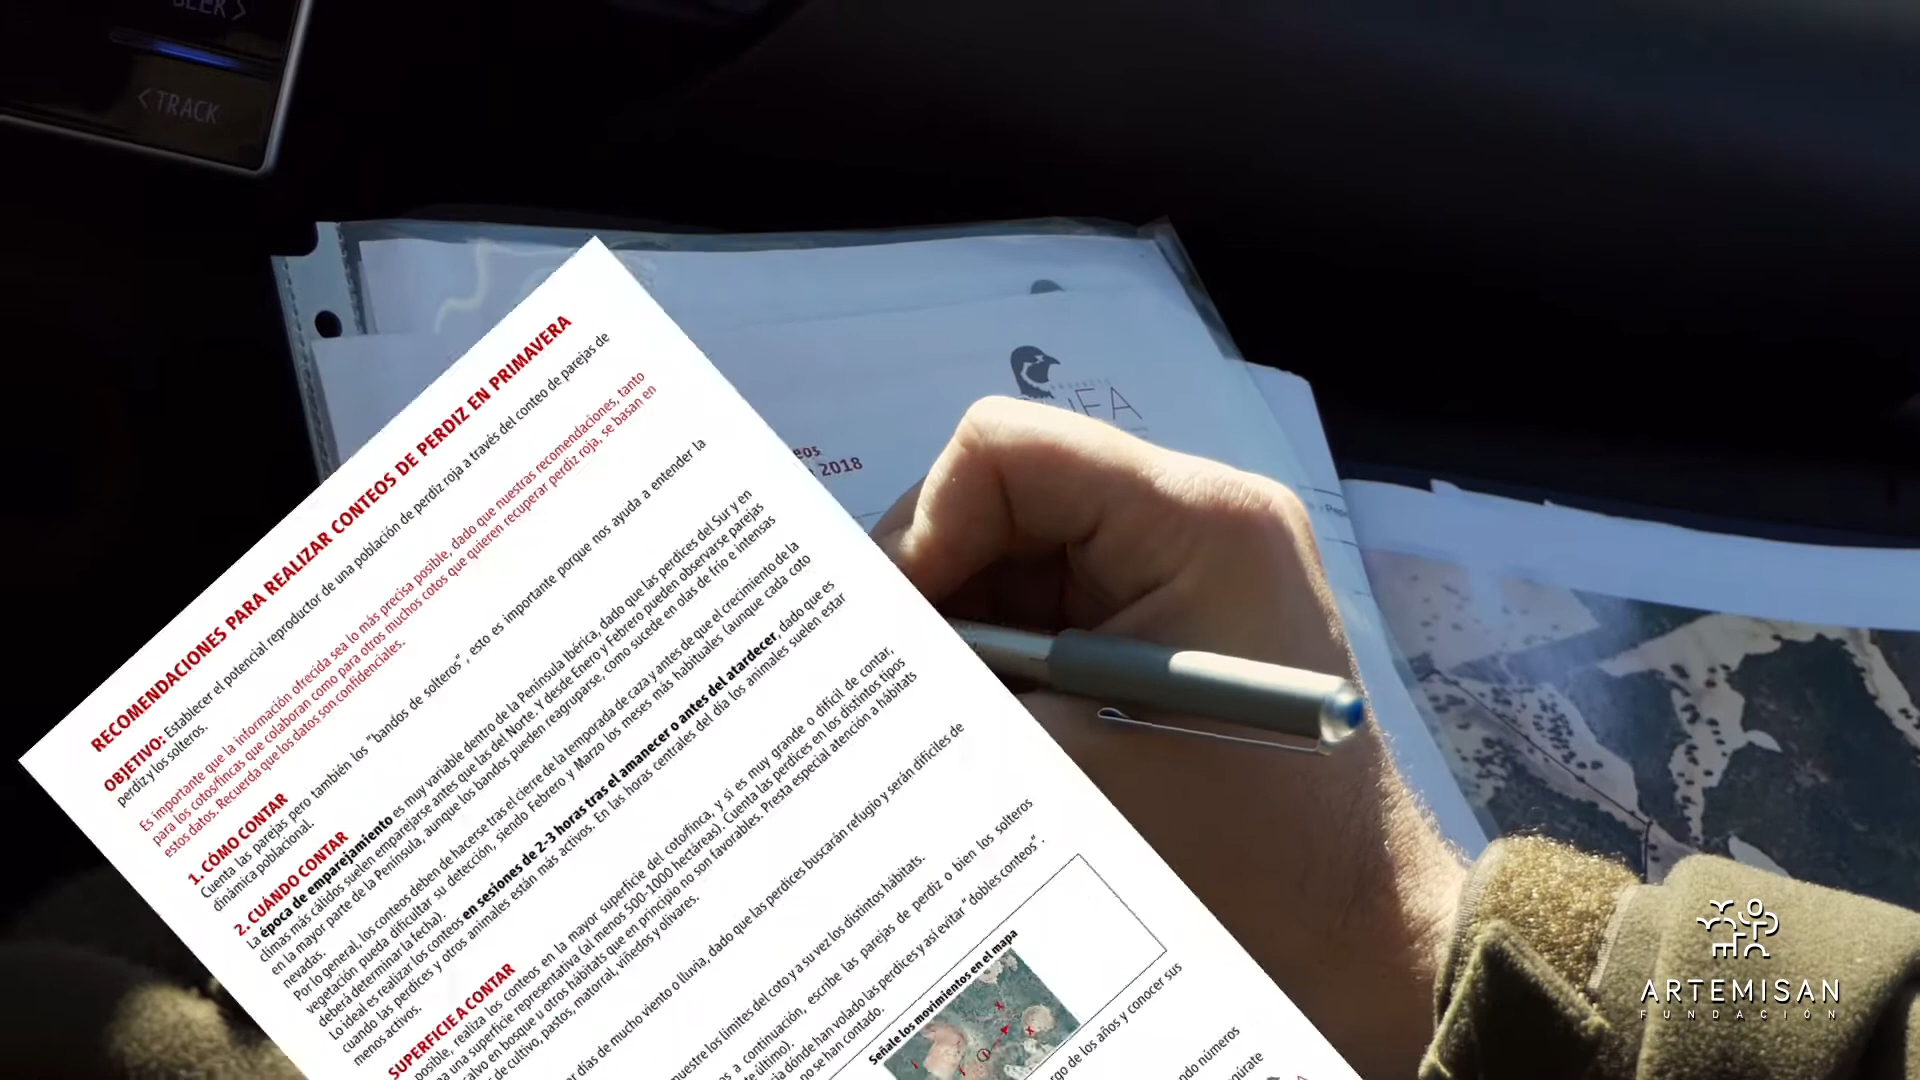 SEEK >
< TRACK
eos
2018
RECOMENDACIONES PARA REALIZAR CONTEOS DE PERDIZ EN PRIMAVERA
OBJETIVO: Establecer el potencial reproductor de una población de perdiz roja a través del conteo de parejas de
perdiz y los solteros.
Es importante que la información ofrecida sea lo más precisa posible, dado que nuestras recomendaciones, tanto
para los cotos/fincas que colaboran como para otros muchos cotos que quieren recuperar perdiz roja, se basan en
estos datos. Recuerda que los datos son confidenciales.
1. CÓMO CONTAR
Cuenta las parejas pero también los "bandos de solteros", esto es importante porque nos ayuda a entender la
dinámica poblacional.
2. CUÁNDO CONTAR
La época de emparejamiento es muy variable dentro de la Península Ibérica, dado que las perdices del Sur y en
climas más cálidos suelen emparejarse antes que las del Norte. Y desde Enero y Febrero pueden observarse parejas
en la mayor parte de la Península, aunque los bandos pueden reagruparse, como sucede en olas de frío e intensas
nevadas.
Por lo general, los conteos deben de hacerse tras el cierre de la temporada de caza y antes de que el crecimiento de la
vegetación pueda dificultar su detección, siendo Febrero y Marzo los meses más habituales (aunque cada coto
deberá determinar la fecha).
Lo ideal es realizar los conteos en sesiones de 2-3 horas tras el amanecer o antes del atardecer, dado que es
cuando las perdices y otros animales están más activos. En las horas centrales del día los animales suelen estar
menos activos.
SUPERFICIE A CONTAR
posible, realiza los conteos en la mayor superficie del coto/finca, y si es muy grande o difícil de contar,
una superficie representativa (al menos 500-1000 hectáreas). Cuenta las perdices en los distintos tipos
salvo en bosque u otros hábitats que en principio no son favorables. Presta especial atención a hábitats
de cultivo, pastos, matorral, viñedos y olivares.
días de mucho viento o lluvia, dado que las perdices buscarán refugio y serán difíciles de
muestre los límites del coto y a su vez los distintos hábitats.
a continuación, escribe las parejas de perdiz o bien los solteros
te último).
ia dónde han volado las perdices y así evitar "dobles conteos".
no se han contado.
Señale los movimientos en el mapa
rgo de los años y conocer sus
ndo números
ARTEMISAN
FUNDACIÓN